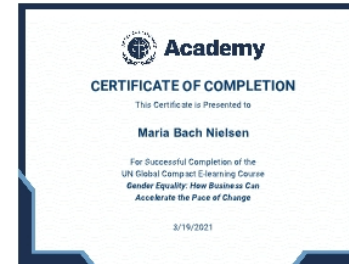 Academy
CERTIFICATE OF COMPLETION
This Certificate is Presented to
Maria Bach Nielsen
For Successful Completion of the
UN Global Compact E-learning Course
Gender Equality: How Business Can
Accelerate the Pace of Change
3/19/2021